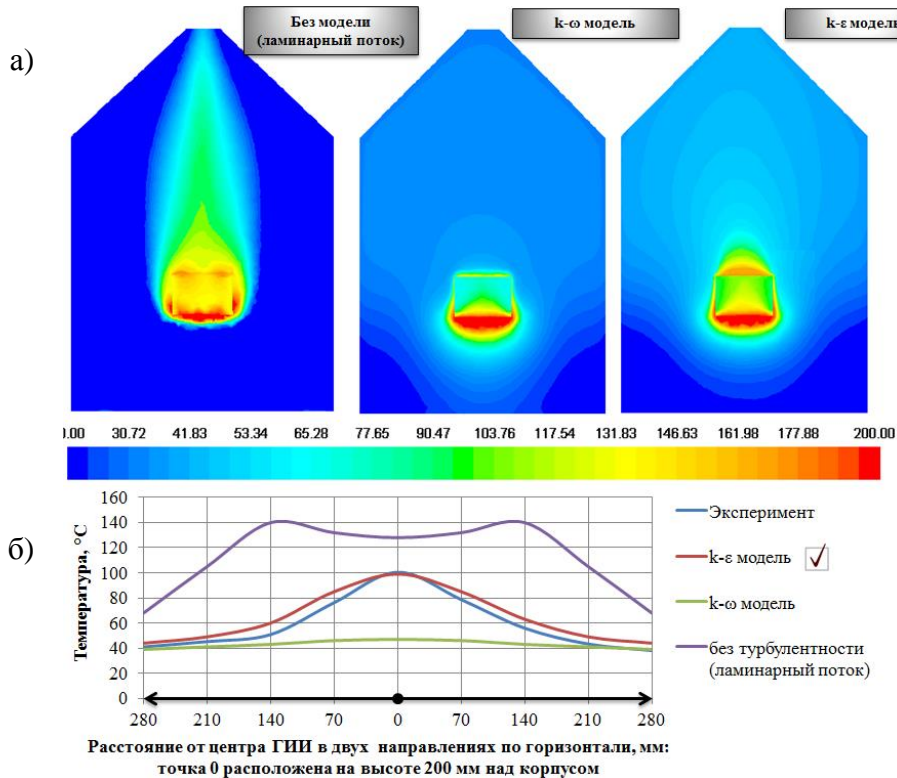 а)
Без модели
(ламинарный поток)
k-ω модель
k-ε модел
).00 30.72 41.83 53.34 65.28 77.65 90.47 103.76 117.54 131.83 146.63 161.98 177.88 200.00
б)
Температура, °C
160
140
120
100
80
60
40
20
0
280 210 140 70 0 70 140 210 280
Расстояние от центра ГИИ в двух направлениях по горизонтали, мм:
точка 0 расположена на высоте 200 мм над корпусом
Эксперимент
k-ε модель
k-ω модель
без турбулентности
(ламинарный поток)